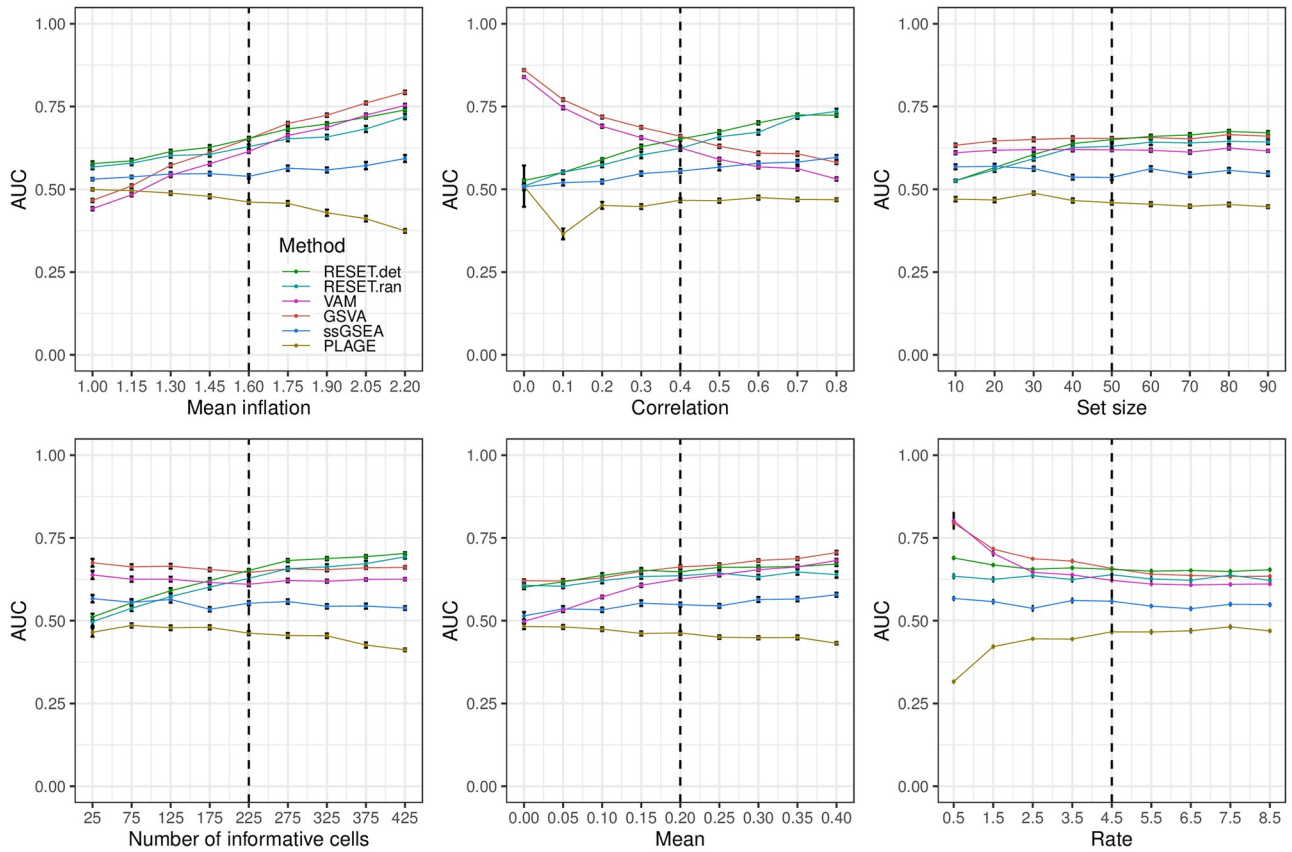 1.00
0.75
0.50
0.25
0.00
AUC
Method
RESET.det
RESET.ran
VAM
GSVA
ssGSEA
PLAGE
1.00 1.15 1.30 1.45 1.60 1.75 1.90 2.05 2.20
Mean inflation
1.00
0.75
0.50
0.25
0.00
AUC
0.0 0.1 0.2 0.3 0.4 0.5 0.6 0.7 0.8
Correlation
1.00
0.75
0.50
0.25
0.00
AUC
10 20 30 40 50 60 70 80 90
Set size
1.00
0.75
0.50
0.25
0.00
AUC
25 75 125 175 225 275 325 375 425
Number of informative cells
1.00
0.75
0.50
0.25
0.00
AUC
0.00 0.05 0.10 0.15 0.20 0.25 0.30 0.35 0.40
Mean
1.00
0.75
0.50
0.25
0.00
AUC
0.5 1.5 2.5 3.5 4.5 5.5 6.5 7.5 8.5
Rate